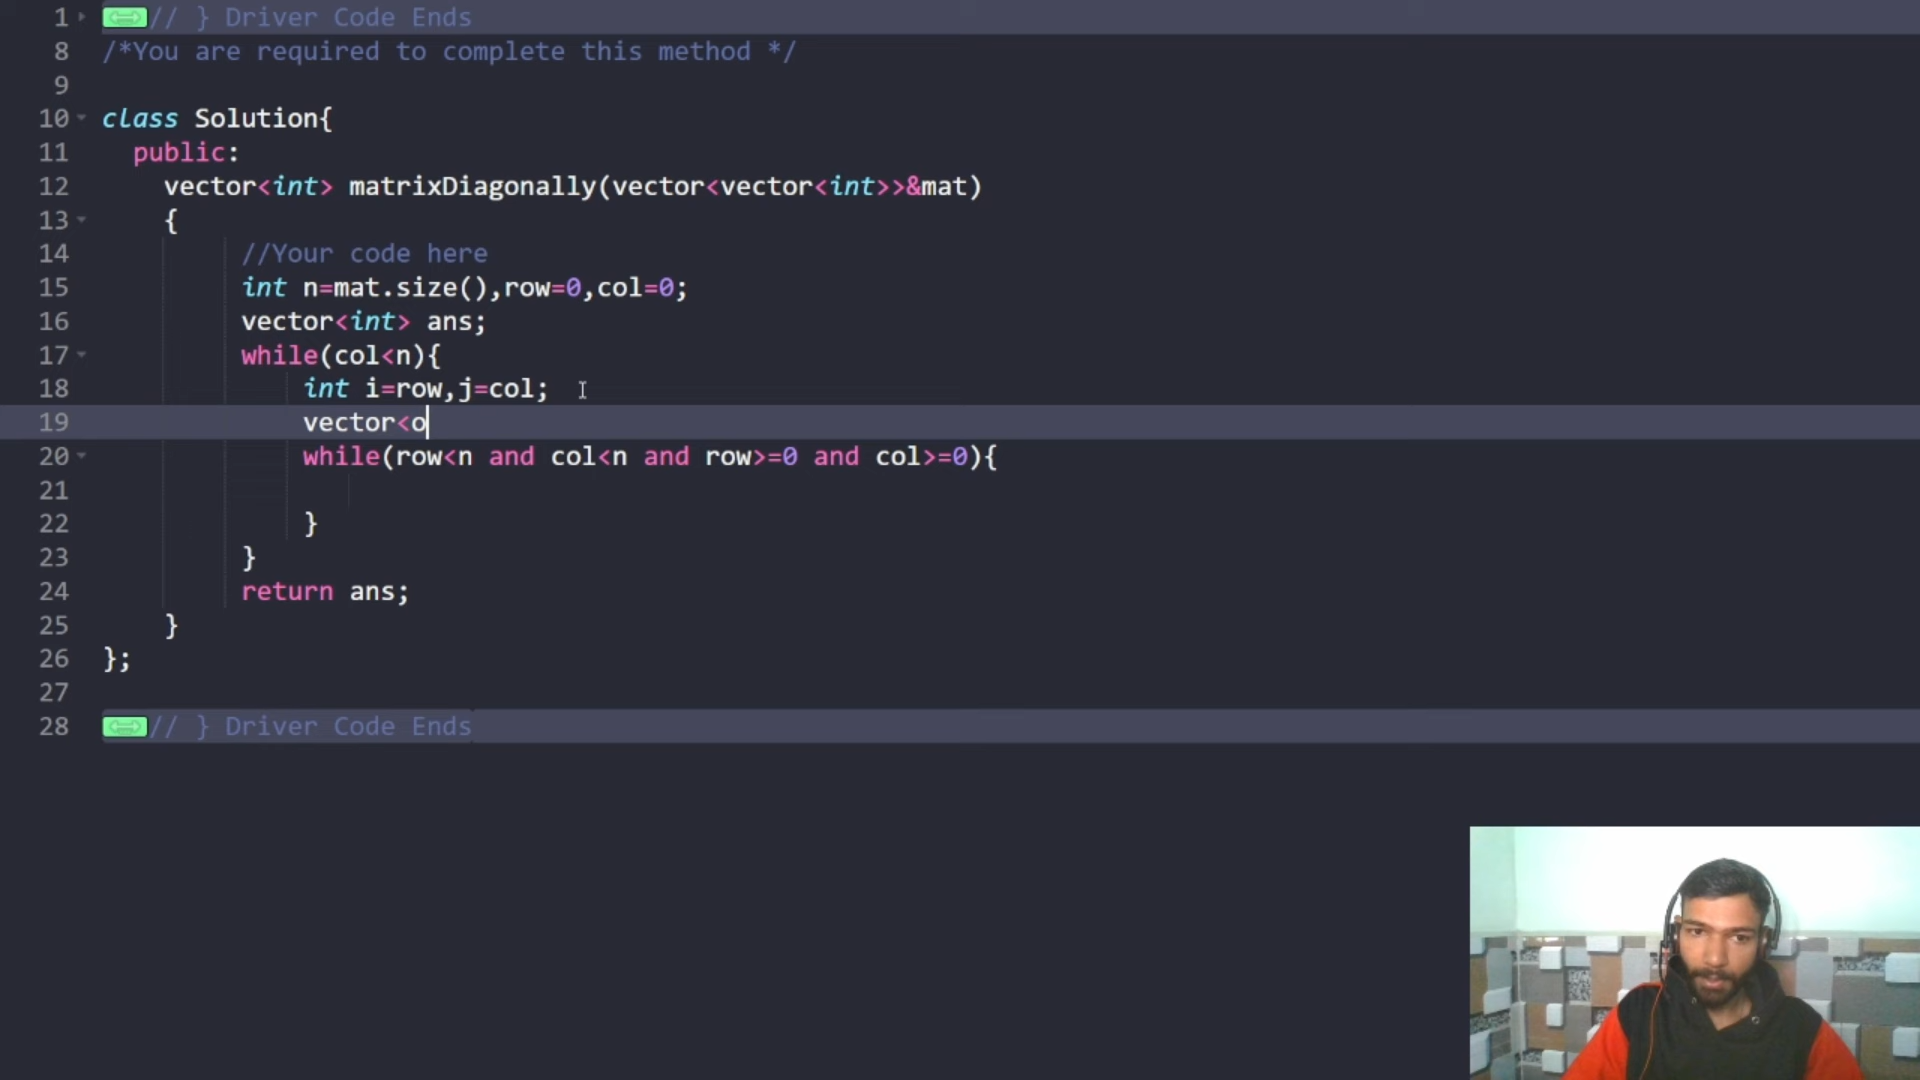 1 // } Driver Code Ends
8 /*You are required to complete this method */
9
10 class Solution{
11 public:
12 vector<int> matrixDiagonally(vector<vector<int>>&mat)
13 {
14 //Your code here
15 int n=mat.size(),row=0,col=0;
16 vector<int> ans;
17 while(col<n){
18 int i=row,j=col;
19 vector<o
20 while(row<n and col<n and row>=0 and col>=0){
21
22 }
23 }
24 return ans;
25 }
26 };
27
28 // } Driver Code Ends